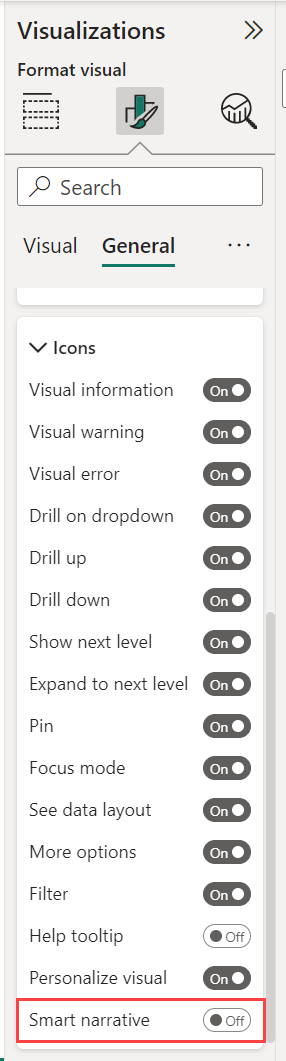 Visualizations
Format visual
Search
Visual General ...
Icons
Visual information On
Visual warning On
Visual error On
Drill on dropdown On
Drill up On
Drill down On
Show next level On
Expand to next level On
Pin On
Focus mode On
See data layout On
More options On
Filter On
Help tooltip Off
Personalize visual On
Smart narrative Off